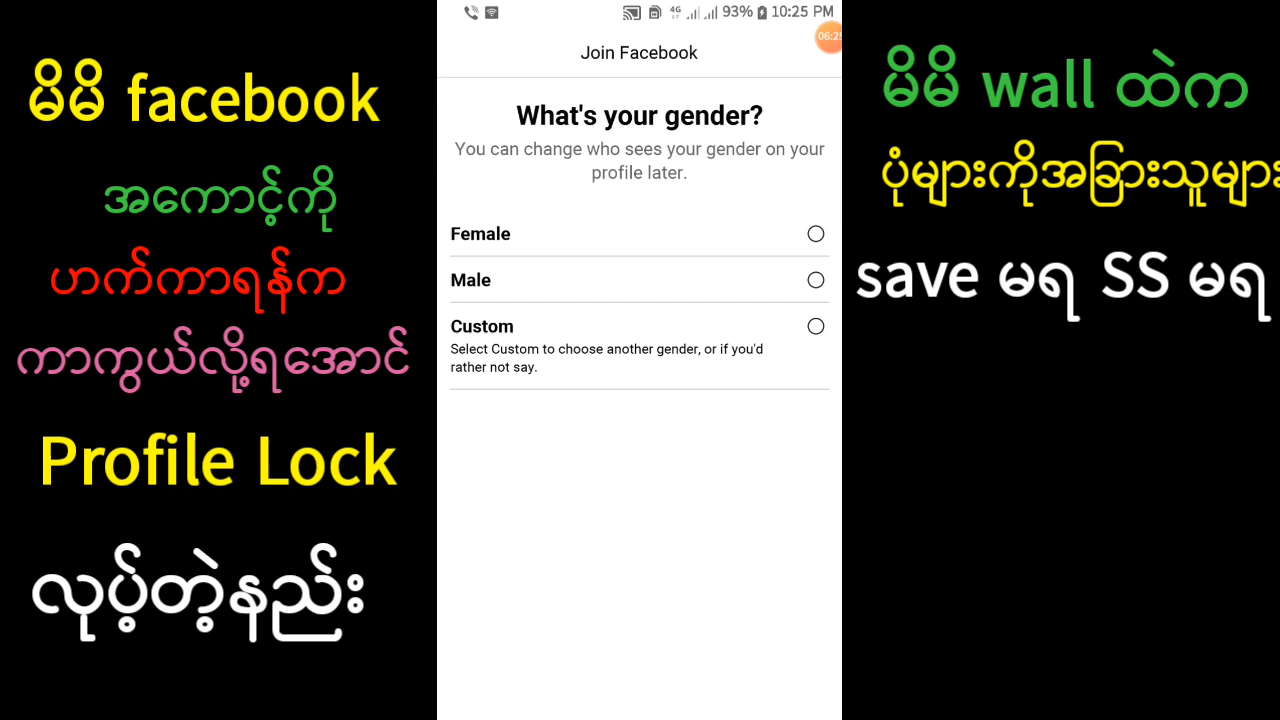 မိမိ facebook
အကောင့်ကို
ဟက်ကာရန်က
ကာကွယ်လို့ရအောင်
Profile Lock
လုပ့်တဲ့နည်း
4G
93%
10:25 PM
06:25
Join Facebook
What's your gender?
You can change who sees your gender on your
profile later.
Female
Male
Custom
Select Custom to choose another gender, or if you'd
rather not say.
မိမိ wall ထဲက
ပုံများကိုအခြားသူများ
save မရ SS မရ